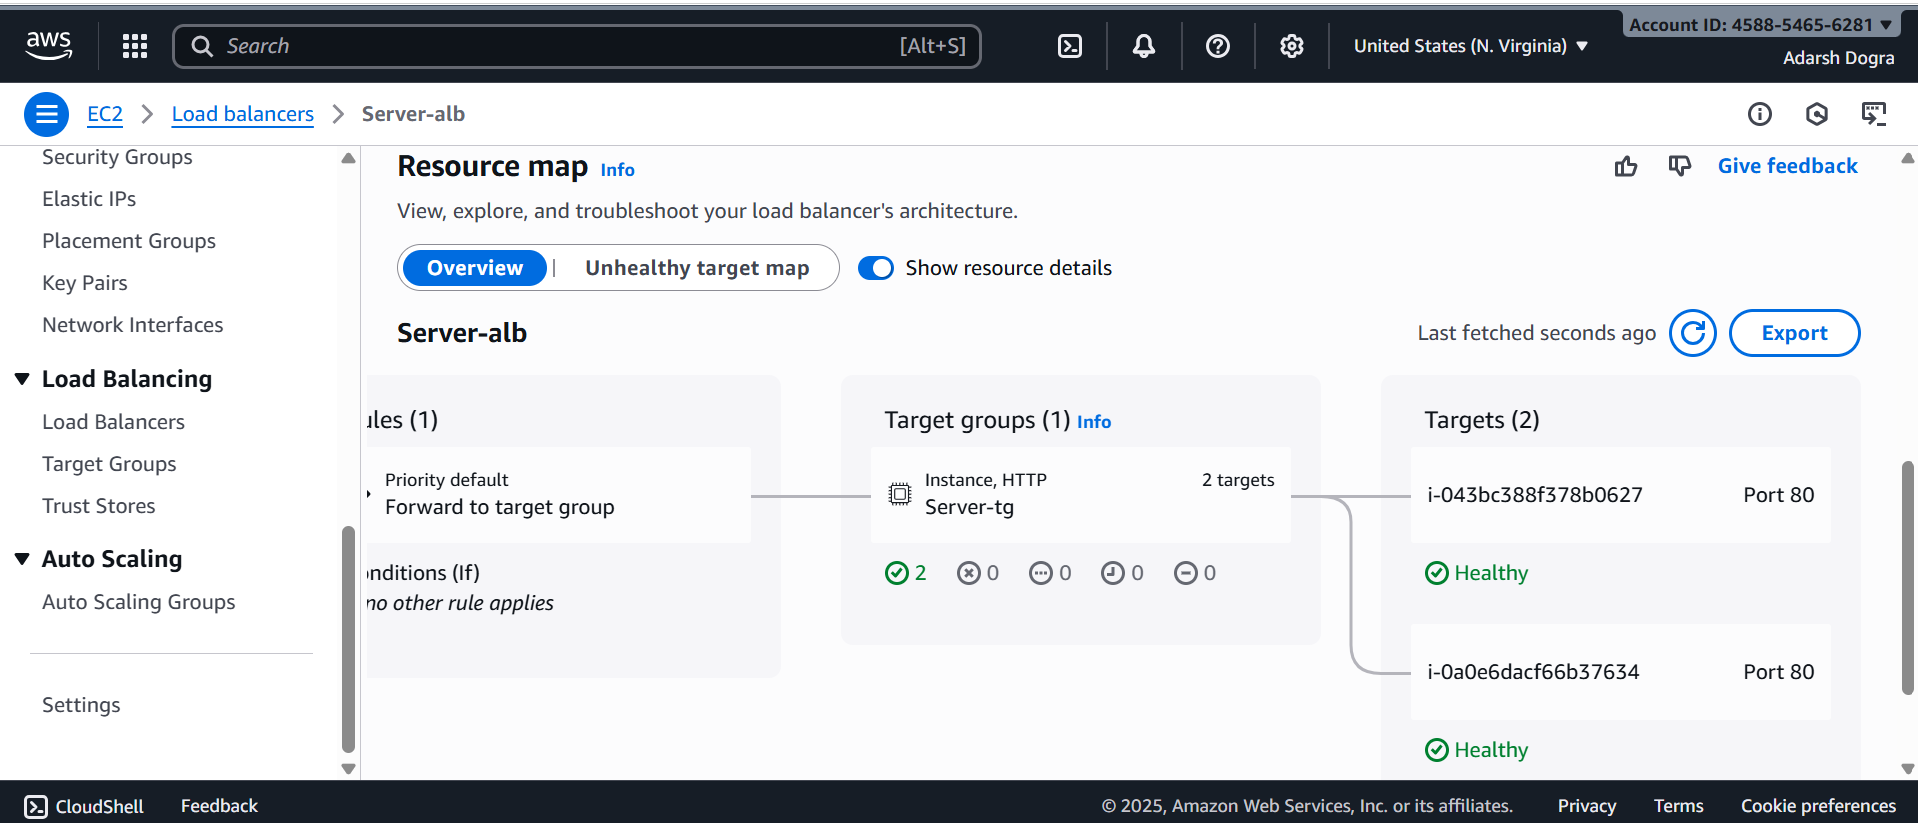 aws
Search
[Alt+S]
United States (N. Virginia)
Account ID: 4588-5465-6281
Adarsh Dogra
EC2
Load balancers
Server-alb
Security Groups
Elastic IPs
Placement Groups
Key Pairs
Network Interfaces
Load Balancing
Load Balancers
Target Groups
Trust Stores
Auto Scaling
Auto Scaling Groups
Settings
Resource map Info
Give feedback
View, explore, and troubleshoot your load balancer's architecture.
Overview
Unhealthy target map
Show resource details
Server-alb
Last fetched seconds ago
Export
ules (1)
Priority default
Forward to target group
onditions (If)
no other rule applies
Target groups (1) Info
Instance, HTTP
2 targets
Server-tg
2 0 0 0 0
Targets (2)
i-043bc388f378b0627 Port 80
Healthy
i-0a0e6dacf66b37634 Port 80
Healthy
CloudShell
Feedback
© 2025, Amazon Web Services, Inc. or its affiliates.
Privacy
Terms
Cookie preferences